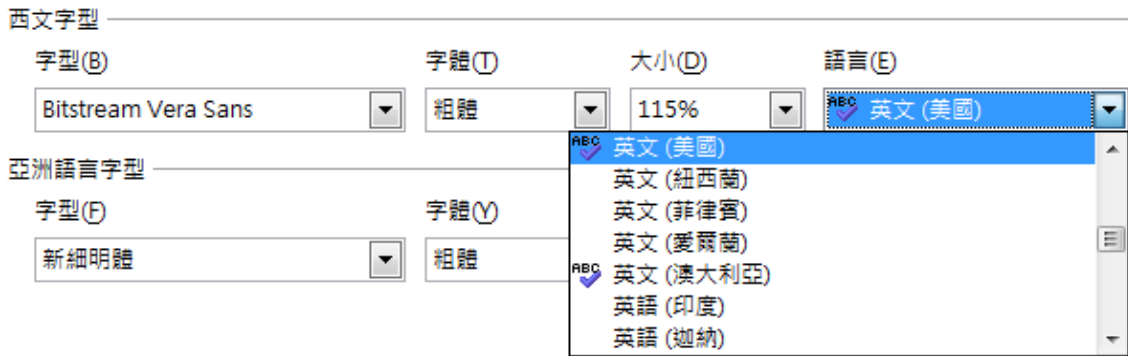 西文字型
字型(B) 字體(T) 大小(D) 語言(E)
Bitstream Vera Sans 粗體 115% ABC 英文 (美國)
ABC 英文 (美國)
英文 (紐西蘭)
英文 (菲律賓)
英文 (愛爾蘭)
ABC 英文 (澳大利亞)
英語 (印度)
英語 (迦納)
亞洲語言字型
字型(F) 字體(Y)
新細明體 粗體